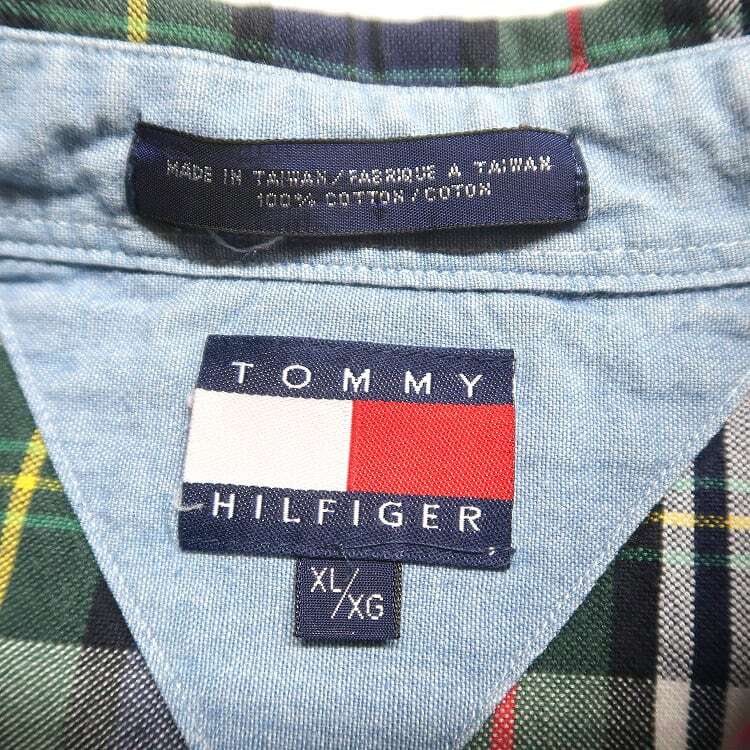 MADE IN TAIWAN/FABRIQUE A TAIWAN
100% COTTON/COTON
TOMMY
HILFIGER
XL/XG